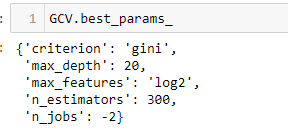 1 GCV.best_params_
{'criterion': 'gini',
'max_depth': 20,
'max_features': 'log2',
'n_estimators': 300,
'n_jobs': -2}